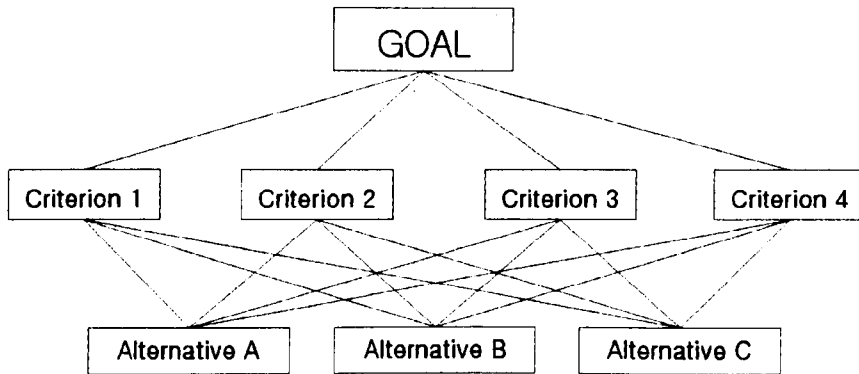 GOAL
Criterion 1
Criterion 2
Criterion 3
Criterion 4
Alternative A
Alternative B
Alternative C